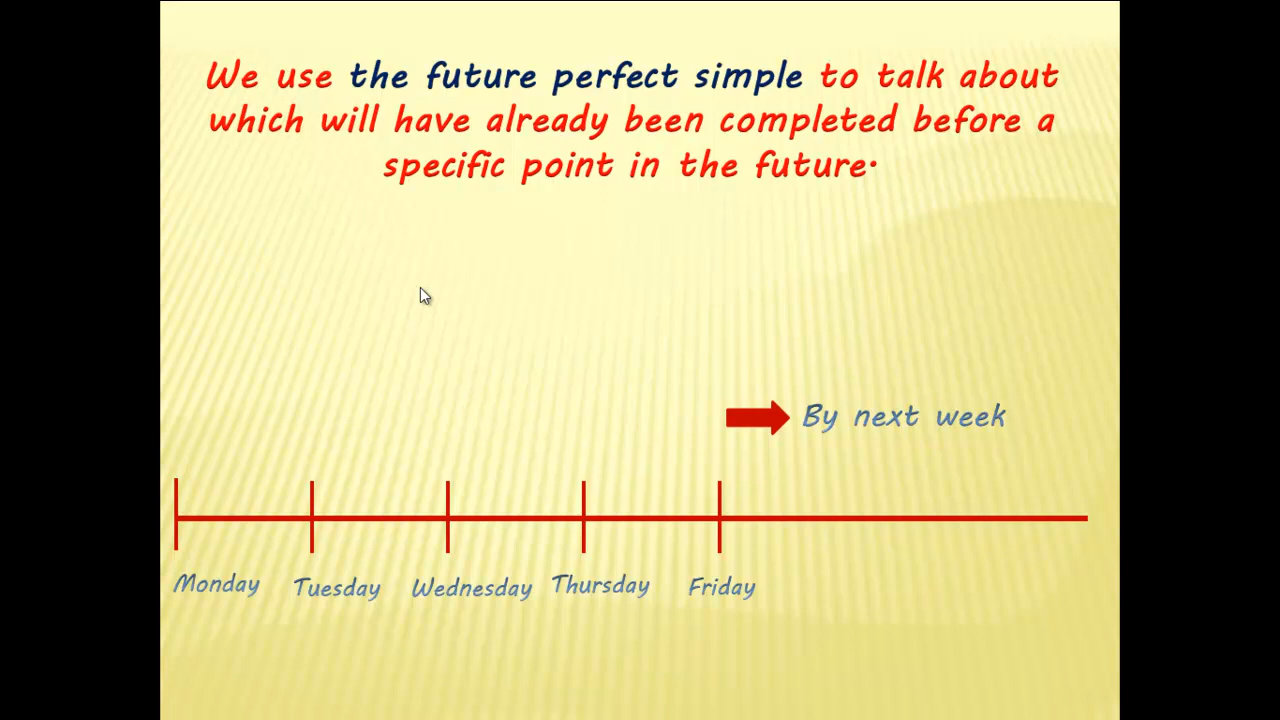 We use the future perfect simple to talk about
which will have already been completed before a
specific point in the future.
By next week
Monday Tuesday Wednesday Thursday Friday